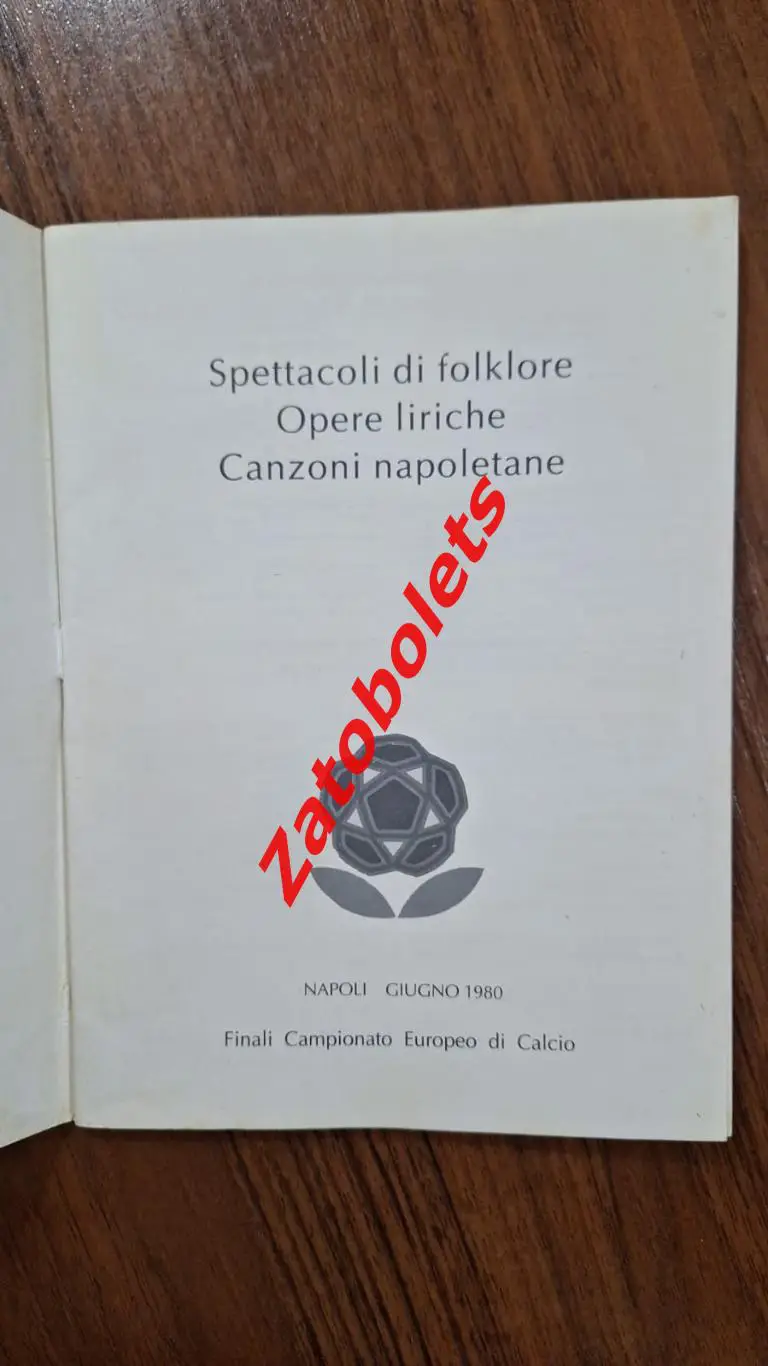 Spettacoli di folklore
Opere liriche
Canzoni napoletane
Zatobolets
NAPOLI GIUGNO 1980
Finali Campionato Europeo di Calcio